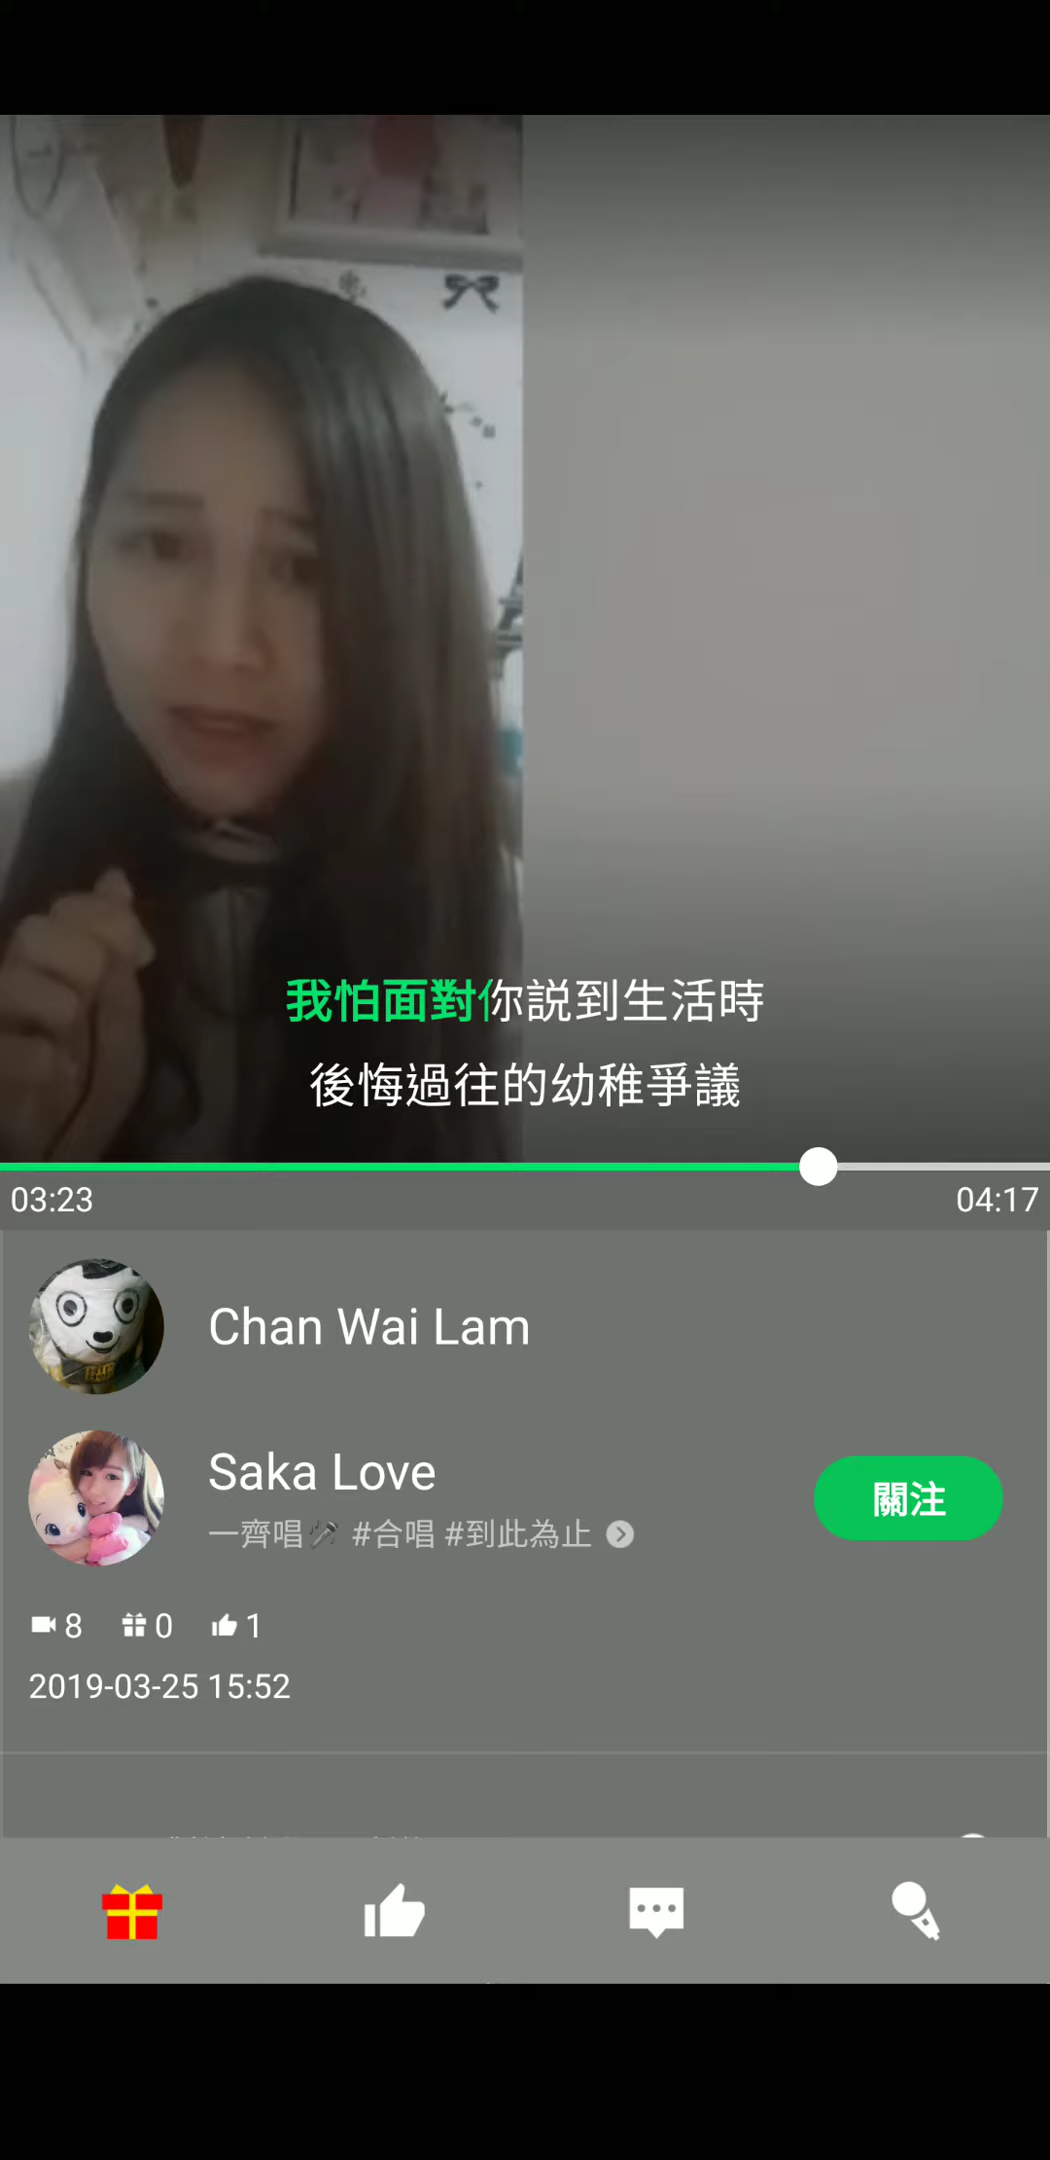 我怕面對你説到生活時
後悔過往的幼稚爭議
03:23
04:17
Chan Wai Lam
Saka Love
一齊唱🎤 #合唱 #到此為止
關注
8 0 1
2019-03-25 15:52